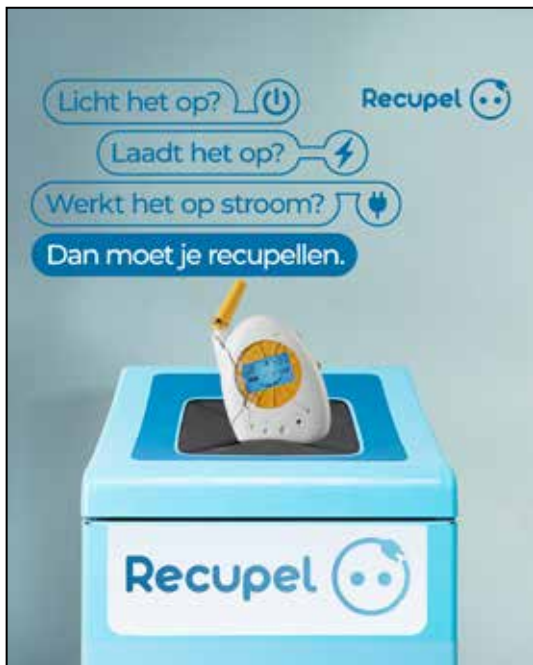 Licht het op?
Recupel
Laadt het op?
Werkt het op stroom?
Dan moet je recupellen.
Recupel